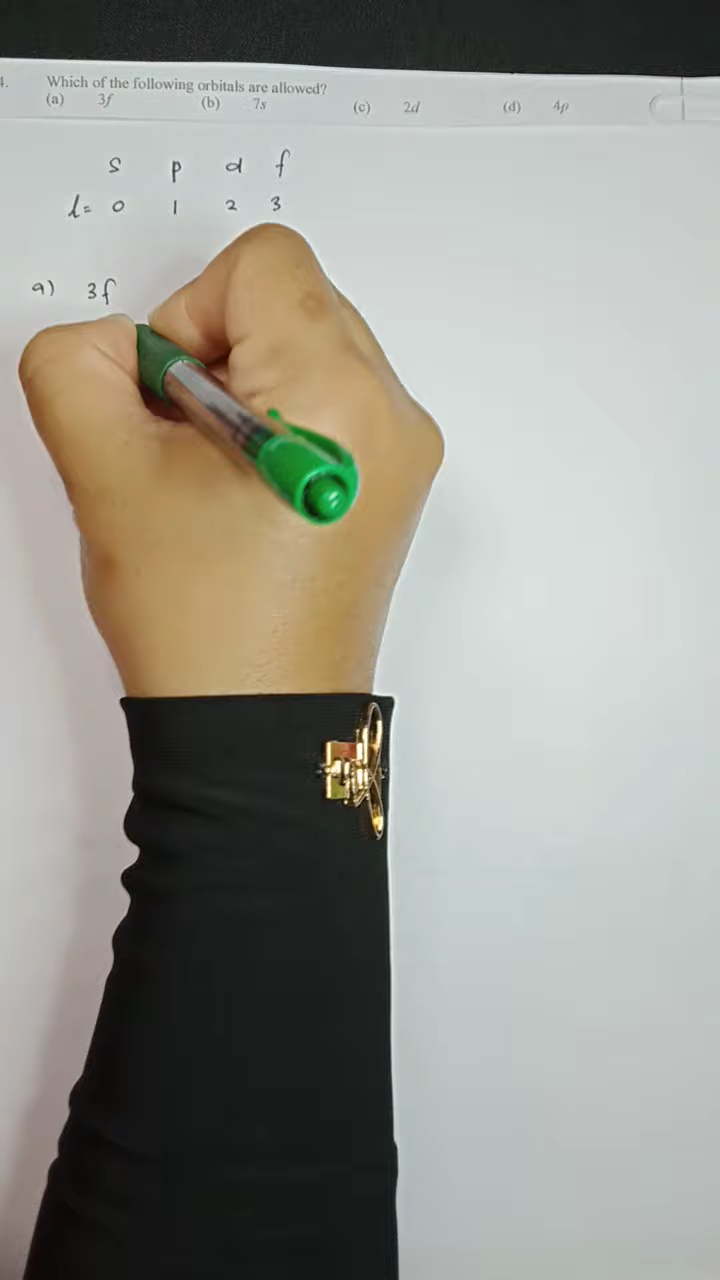 4. Which of the following orbitals are allowed?
(a) 3f (b) 7s (c) 2d (d) 4p
s p d f
l= 0 1 2 3
a) 3f